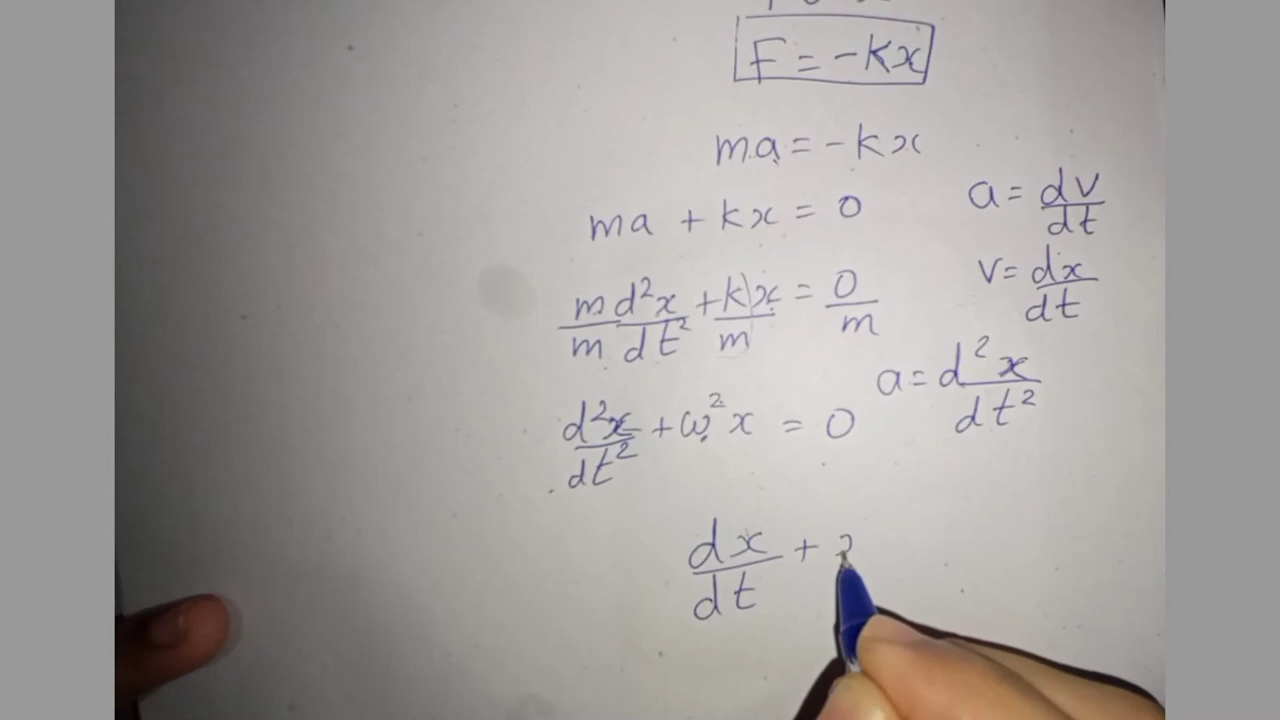 F = -kx
ma = -kx
ma + kx = 0
a = dv/dt
v = dx/dt
m/m d²x/dt² + kx/m = 0/m
a = d²x/dt²
d²x/dt² + ω²x = 0
dx/dt +